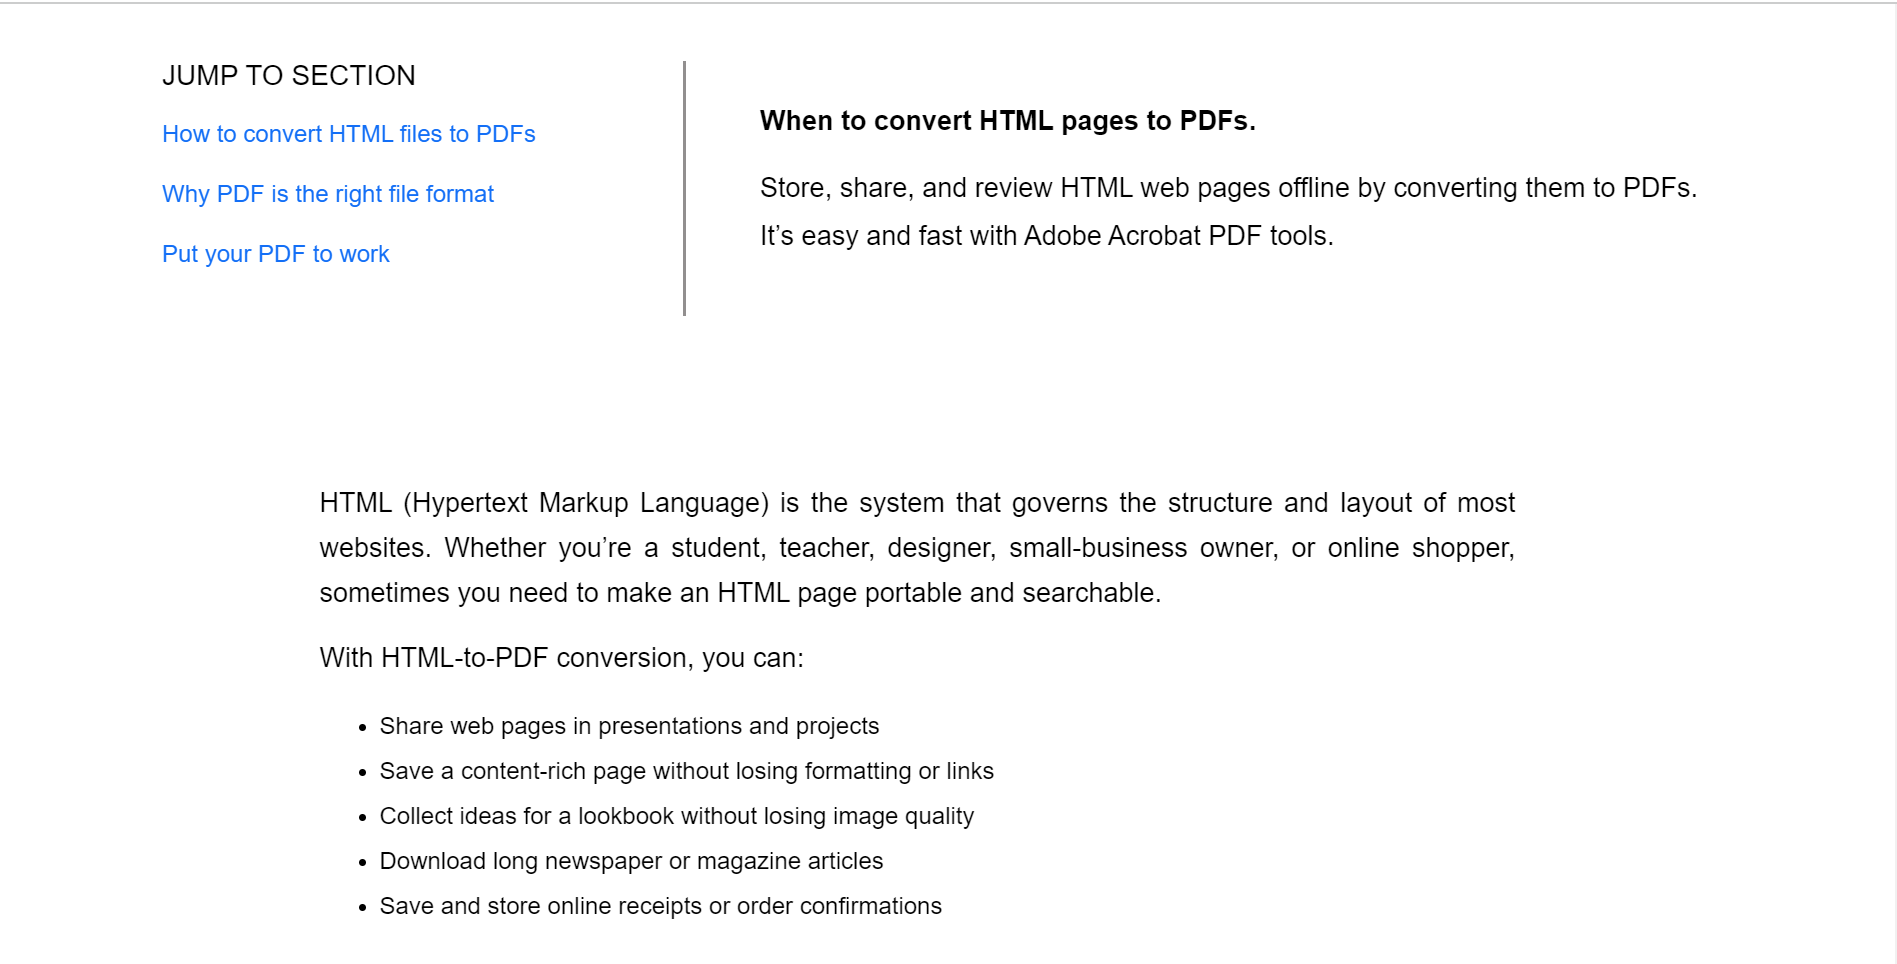 JUMP TO SECTION
How to convert HTML files to PDFs
Why PDF is the right file format
Put your PDF to work
When to convert HTML pages to PDFs.
Store, share, and review HTML web pages offline by converting them to PDFs.
It’s easy and fast with Adobe Acrobat PDF tools.
HTML (Hypertext Markup Language) is the system that governs the structure and layout of most
websites. Whether you’re a student, teacher, designer, small-business owner, or online shopper,
sometimes you need to make an HTML page portable and searchable.
With HTML-to-PDF conversion, you can:
• Share web pages in presentations and projects
• Save a content-rich page without losing formatting or links
• Collect ideas for a lookbook without losing image quality
• Download long newspaper or magazine articles
• Save and store online receipts or order confirmations